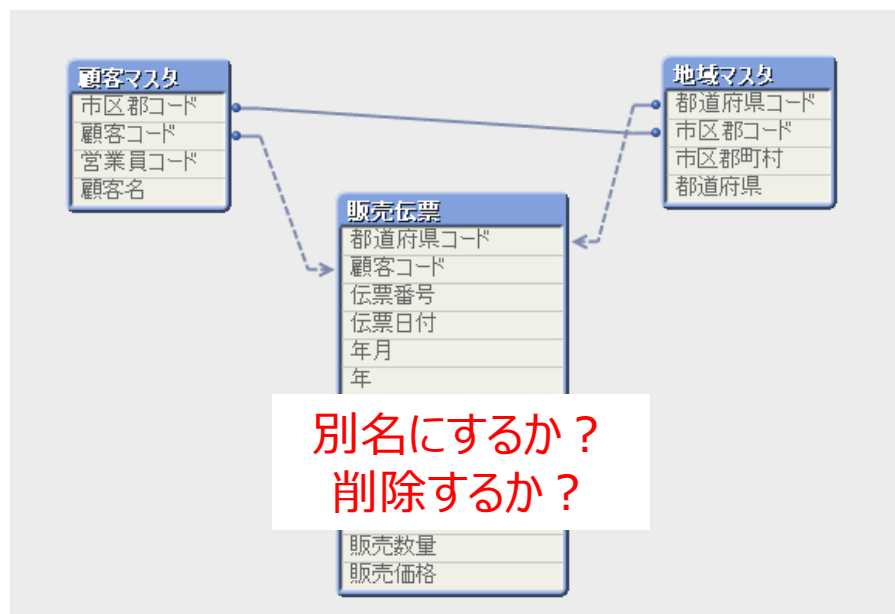 顧客マスタ
市区郡コード
顧客コード
営業員コード
顧客名
地域マスタ
都道府県コード
市区郡コード
市区郡町村
都道府県
販売伝票
都道府県コード
顧客コード
伝票番号
伝票日付
年月
年
別名にするか？
削除するか？
販売数量
販売価格